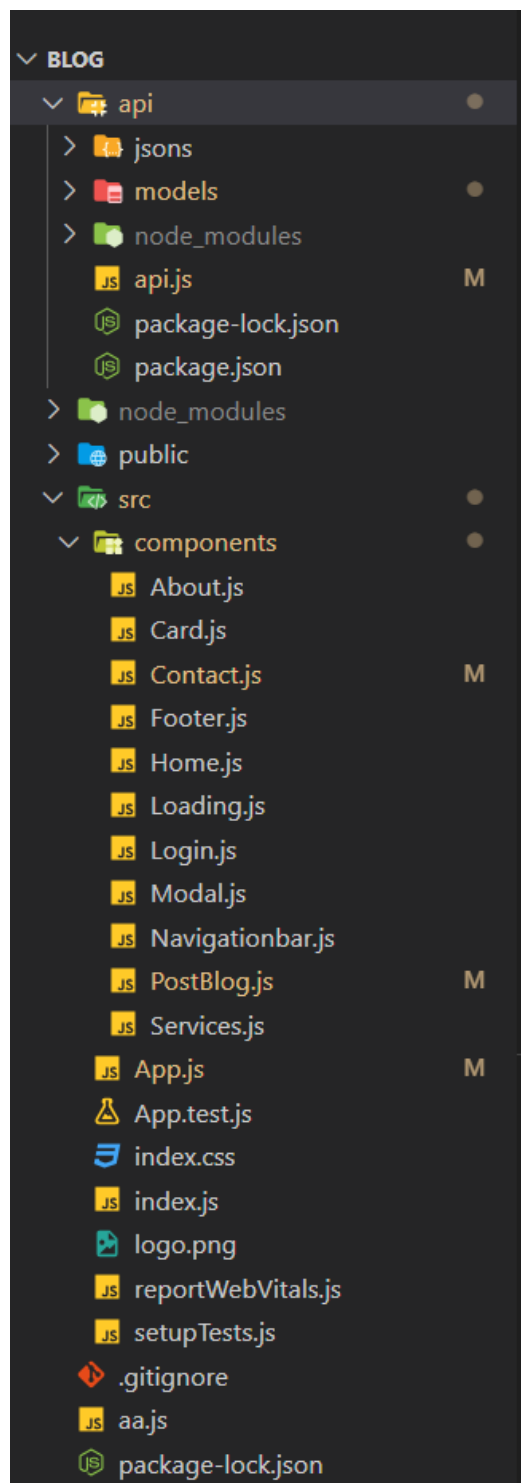 BLOG
api
jsons
models
node_modules
api.js M
package-lock.json
package.json
node_modules
public
src
components
About.js
Card.js
Contact.js M
Footer.js
Home.js
Loading.js
Login.js
Modal.js
Navigationbar.js
PostBlog.js M
Services.js
App.js M
App.test.js
index.css
index.js
logo.png
reportWebVitals.js
setupTests.js
.gitignore
aa.js
package-lock.json